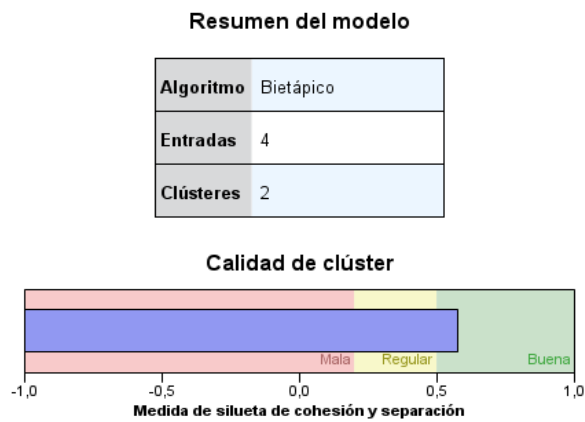 Resumen del modelo
Algoritmo Bietápico
Entradas 4
Clústeres 2
Calidad de clúster
Mala Regular Buena
-1,0 -0,5 0,0 0,5 1,0
Medida de silueta de cohesión y separación